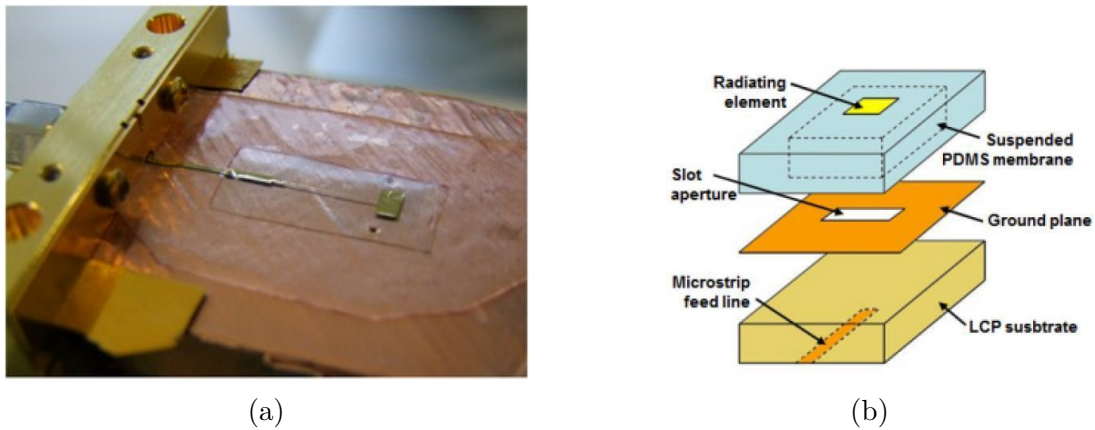 Radiating
element
Suspended
PDMS membrane
Slot
aperture
Ground plane
Microstrip
feed line
LCP susbtrate
(a)
(b)